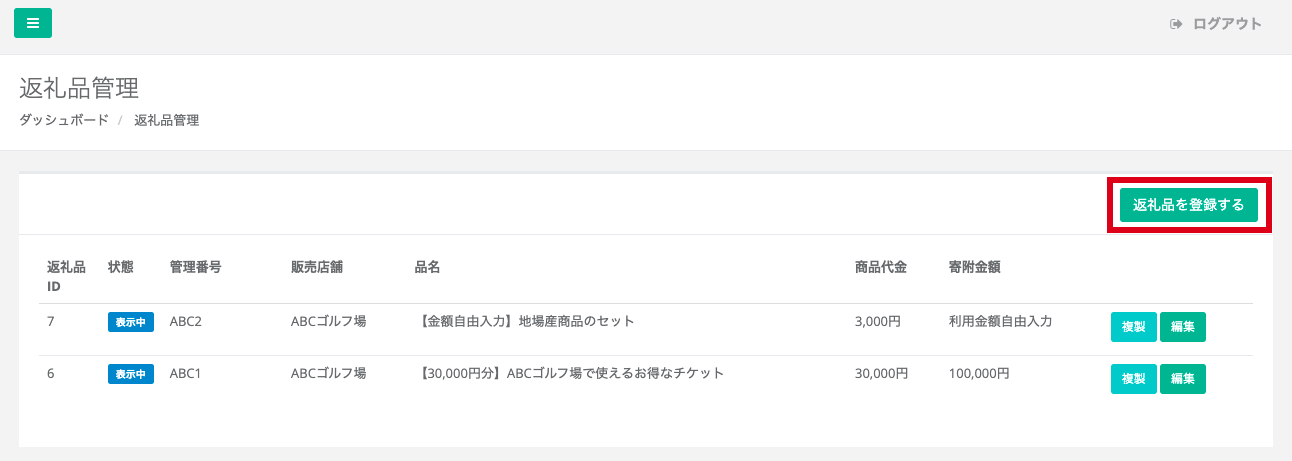 ログアウト
返礼品管理
ダッシュボード / 返礼品管理
返礼品を登録する
返礼品ID 状態 管理番号 販売店舗 品名 商品代金 寄附金額
7 表示中 ABC2 ABCゴルフ場 【金額自由入力】地場産商品のセット 3,000円 利用金額自由入力 複製 編集
6 表示中 ABC1 ABCゴルフ場 【30,000円分】ABCゴルフ場で使えるお得なチケット 30,000円 100,000円 複製 編集